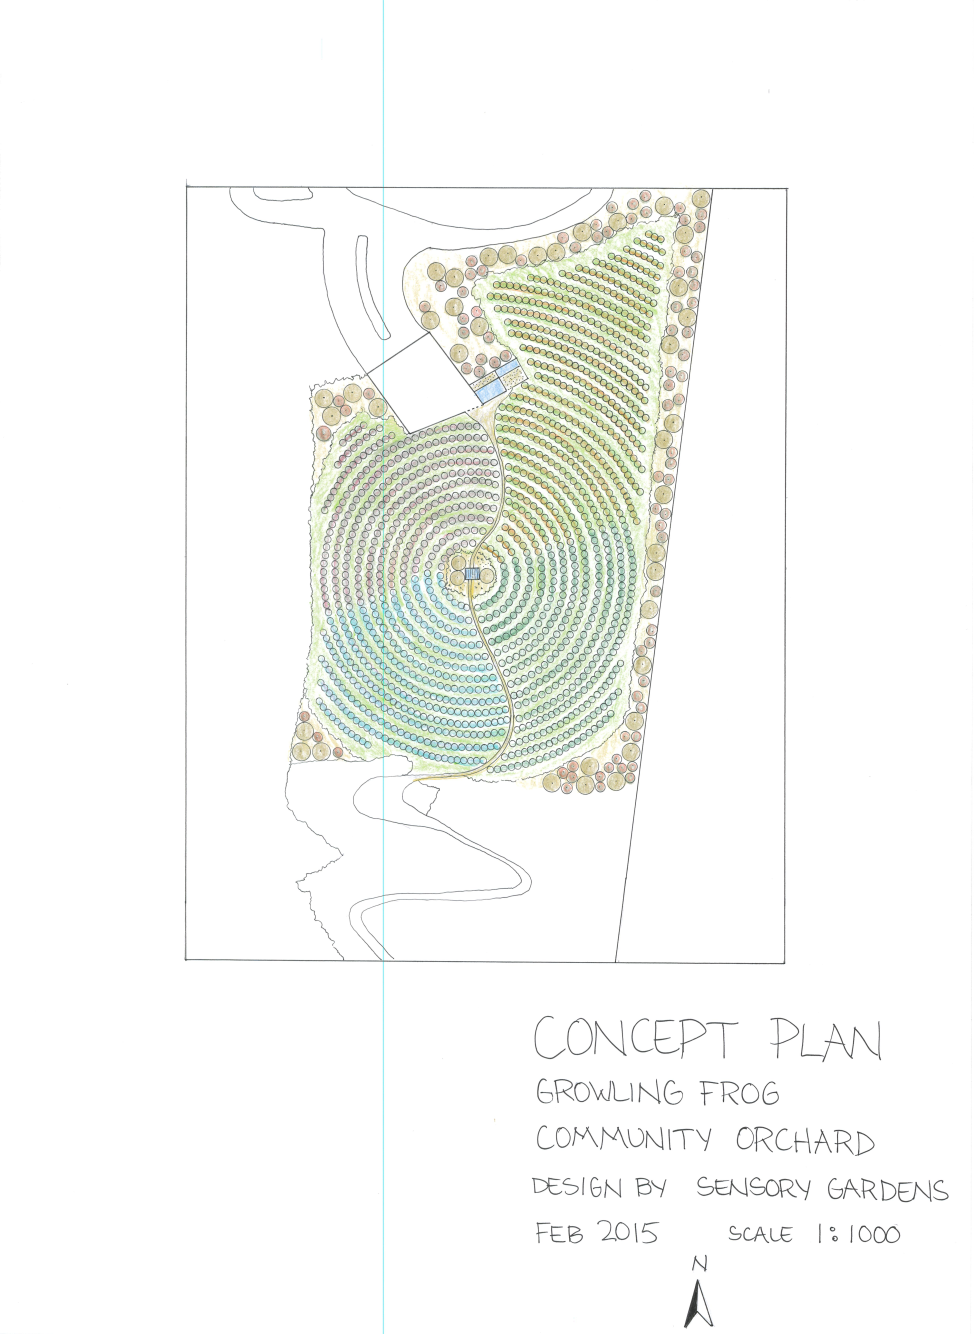 CONCEPT PLAN
GROWLING FROG
COMMUNITY ORCHARD
DESIGN BY SENSORY GARDENS
FEB 2015 SCALE 1:1000
N